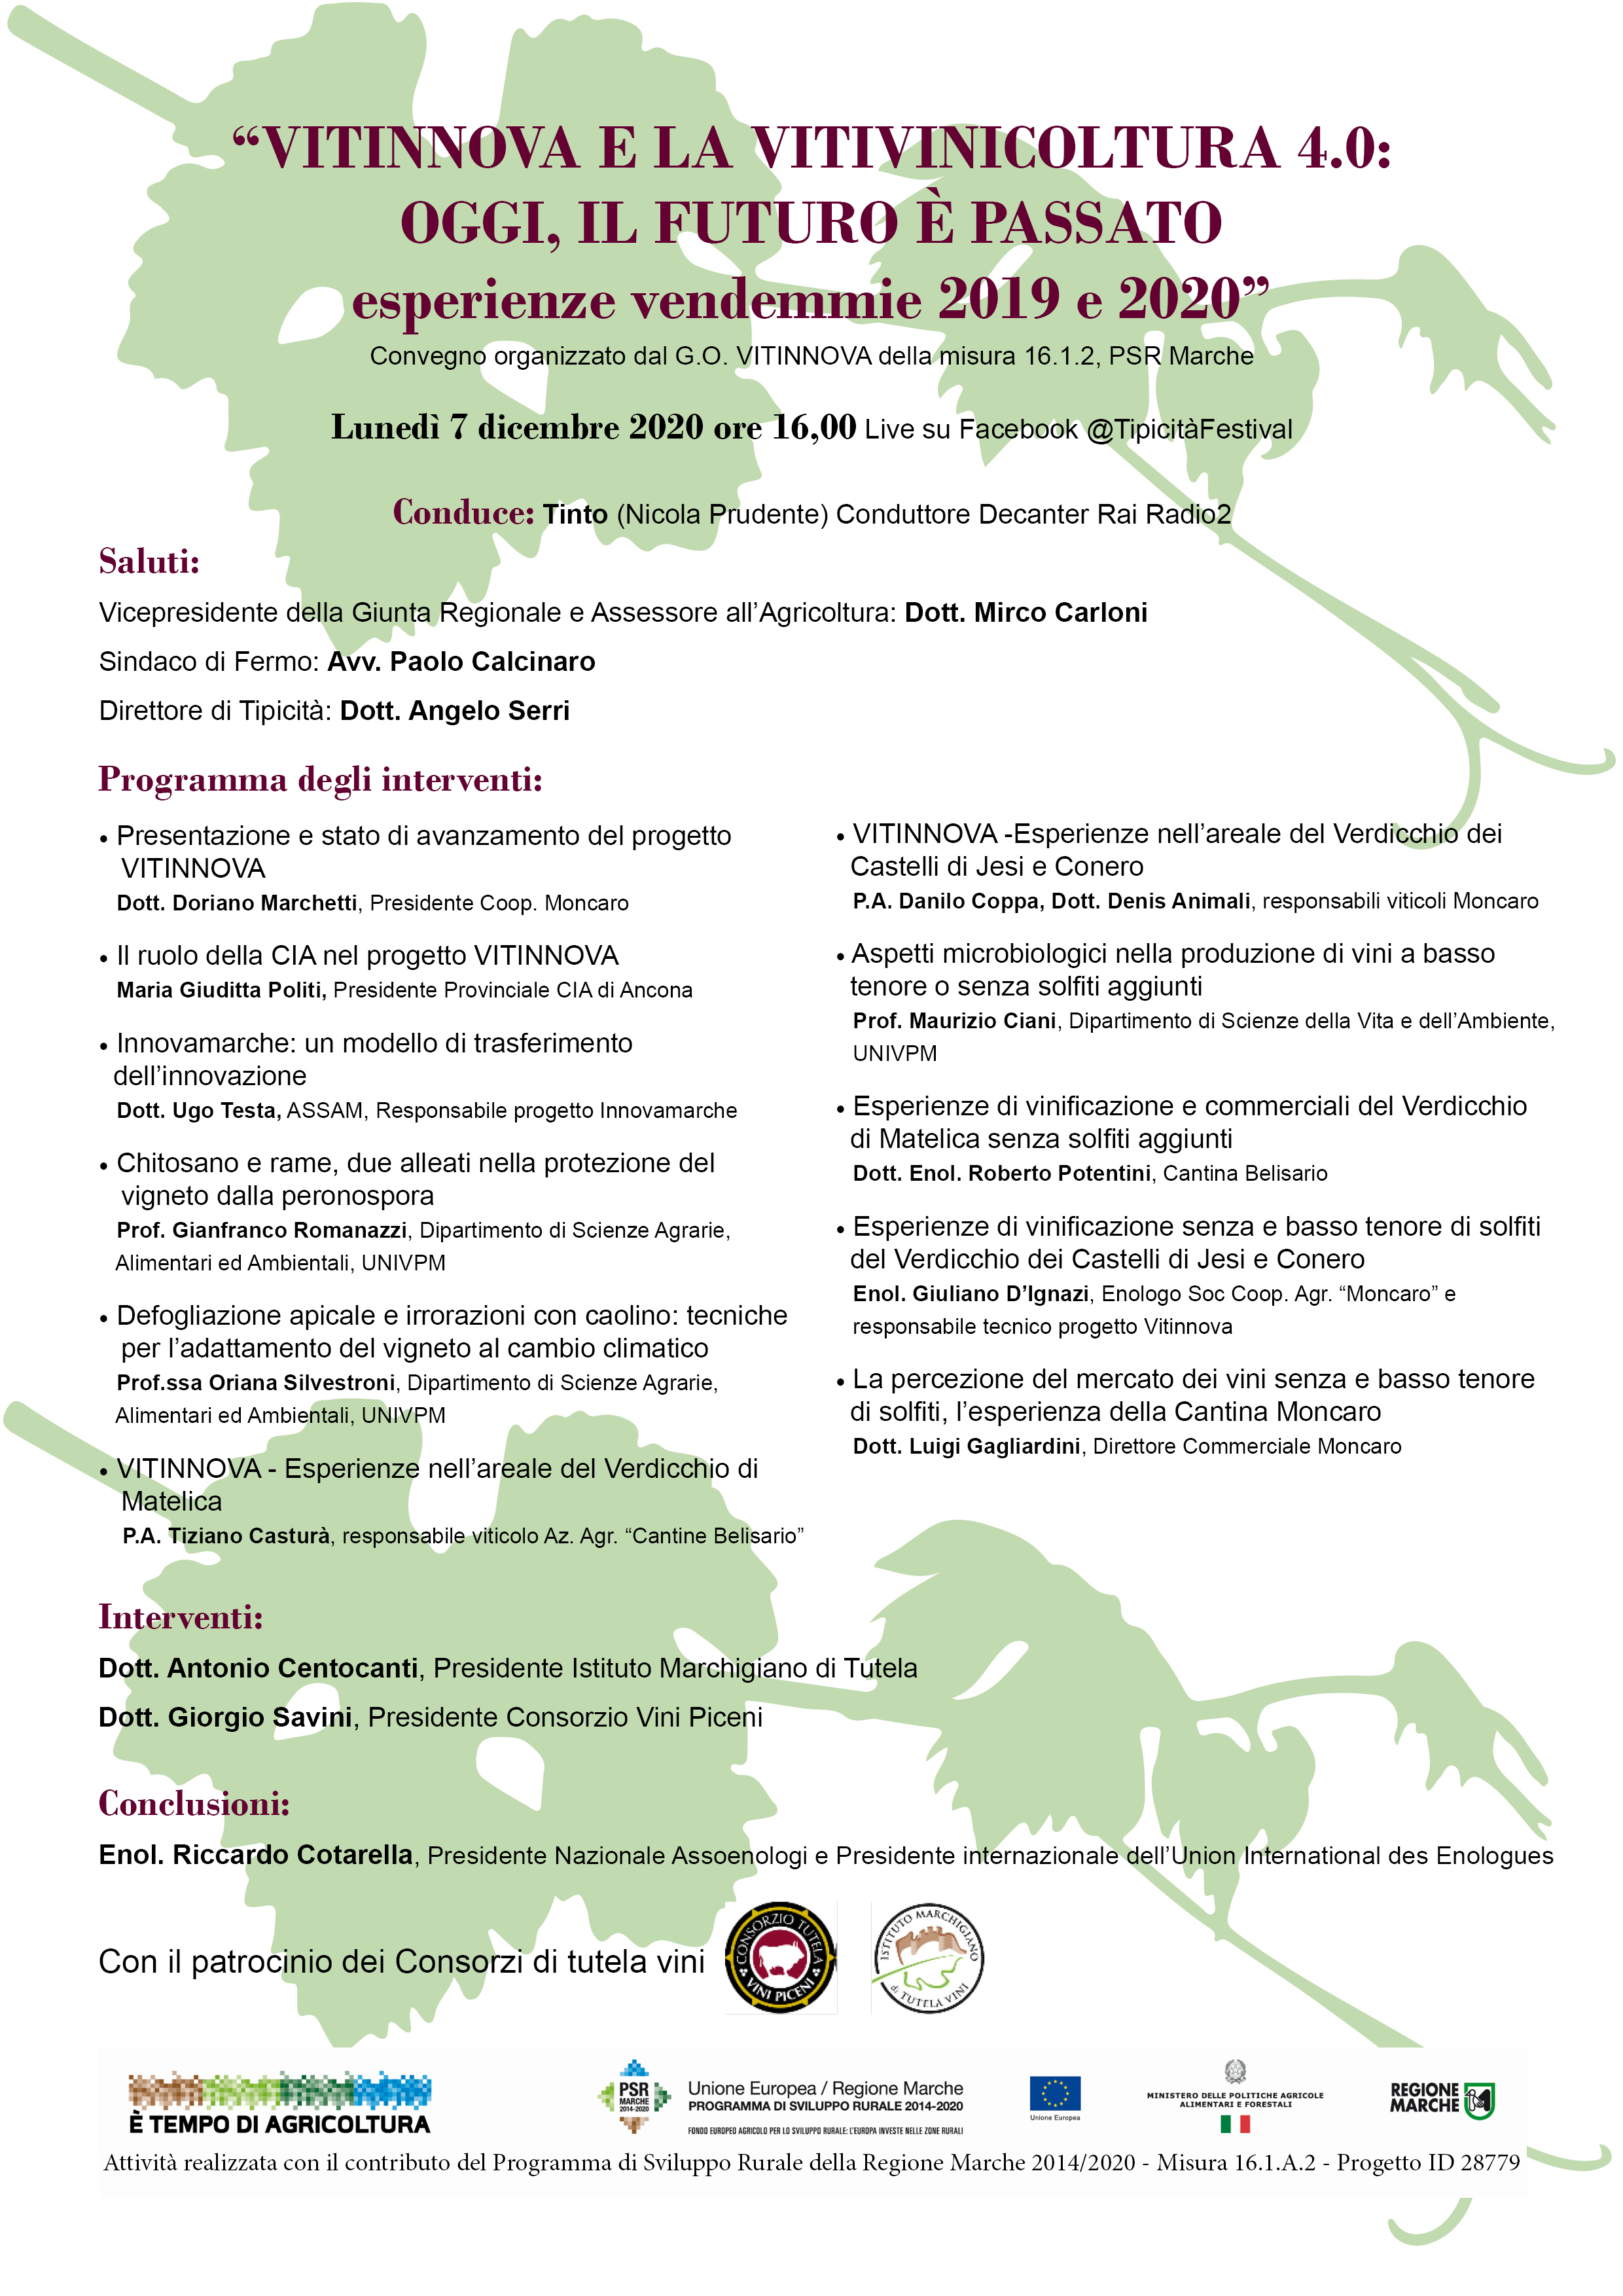 “VITINNOVA E LA VITIVINICOLTURA 4.0:
OGGI, IL FUTURO È PASSATO
esperienze vendemmie 2019 e 2020”
Convegno organizzato dal G.O. VITINNOVA della misura 16.1.2, PSR Marche
Lunedì 7 dicembre 2020 ore 16,00 Live su Facebook @TipicitàFestival
Conduce: Tinto (Nicola Prudente) Conduttore Decanter Rai Radio2
Saluti:
Vicepresidente della Giunta Regionale e Assessore all’Agricoltura: Dott. Mirco Carloni
Sindaco di Fermo: Avv. Paolo Calcinaro
Direttore di Tipicità: Dott. Angelo Serri
Programma degli interventi:
• Presentazione e stato di avanzamento del progetto
VITINNOVA
Dott. Doriano Marchetti, Presidente Coop. Moncaro
• Il ruolo della CIA nel progetto VITINNOVA
Maria Giuditta Politi, Presidente Provinciale CIA di Ancona
• Innovamarche: un modello di trasferimento
dell’innovazione
Dott. Ugo Testa, ASSAM, Responsabile progetto Innovamarche
• Chitosano e rame, due alleati nella protezione del
vigneto dalla peronospora
Prof. Gianfranco Romanazzi, Dipartimento di Scienze Agrarie,
Alimentari ed Ambientali, UNIVPM
• Defogliazione apicale e irrorazioni con caolino: tecniche
per l’adattamento del vigneto al cambio climatico
Prof.ssa Oriana Silvestroni, Dipartimento di Scienze Agrarie,
Alimentari ed Ambientali, UNIVPM
• VITINNOVA - Esperienze nell’areale del Verdicchio di
Matelica
P.A. Tiziano Casturà, responsabile viticolo Az. Agr. “Cantine Belisario”
• VITINNOVA -Esperienze nell’areale del Verdicchio dei
Castelli di Jesi e Conero
P.A. Danilo Coppa, Dott. Denis Animali, responsabili viticoli Moncaro
• Aspetti microbiologici nella produzione di vini a basso
tenore o senza solfiti aggiunti
Prof. Maurizio Ciani, Dipartimento di Scienze della Vita e dell’Ambiente,
UNIVPM
• Esperienze di vinificazione e commerciali del Verdicchio
di Matelica senza solfiti aggiunti
Dott. Enol. Roberto Potentini, Cantina Belisario
• Esperienze di vinificazione senza e basso tenore di solfiti
del Verdicchio dei Castelli di Jesi e Conero
Enol. Giuliano D’Ignazi, Enologo Soc Coop. Agr. “Moncaro” e
responsabile tecnico progetto Vitinnova
• La percezione del mercato dei vini senza e basso tenore
di solfiti, l’esperienza della Cantina Moncaro
Dott. Luigi Gagliardini, Direttore Commerciale Moncaro
Interventi:
Dott. Antonio Centocanti, Presidente Istituto Marchigiano di Tutela
Dott. Giorgio Savini, Presidente Consorzio Vini Piceni
Conclusioni:
Enol. Riccardo Cotarella, Presidente Nazionale Assoenologi e Presidente internazionale dell’Union International des Enologues
Con il patrocinio dei Consorzi di tutela vini
CONSORZIO TUTELA
VINI PICENI
ISTITUTO MARCHIGIANO
di TUTELA VINI
È TEMPO DI AGRICOLTURA
PSR
MARCHE
2014-2020
Unione Europea / Regione Marche
PROGRAMMA DI SVILUPPO RURALE 2014-2020
FONDO EUROPEO AGRICOLO PER LO SVILUPPO RURALE: L'EUROPA INVESTE NELLE ZONE RURALI
Unione Europea
MINISTERO DELLE POLITICHE AGRICOLE
ALIMENTARI E FORESTALI
REGIONE
MARCHE
Attività realizzata con il contributo del Programma di Sviluppo Rurale della Regione Marche 2014/2020 - Misura 16.1.A.2 - Progetto ID 28779